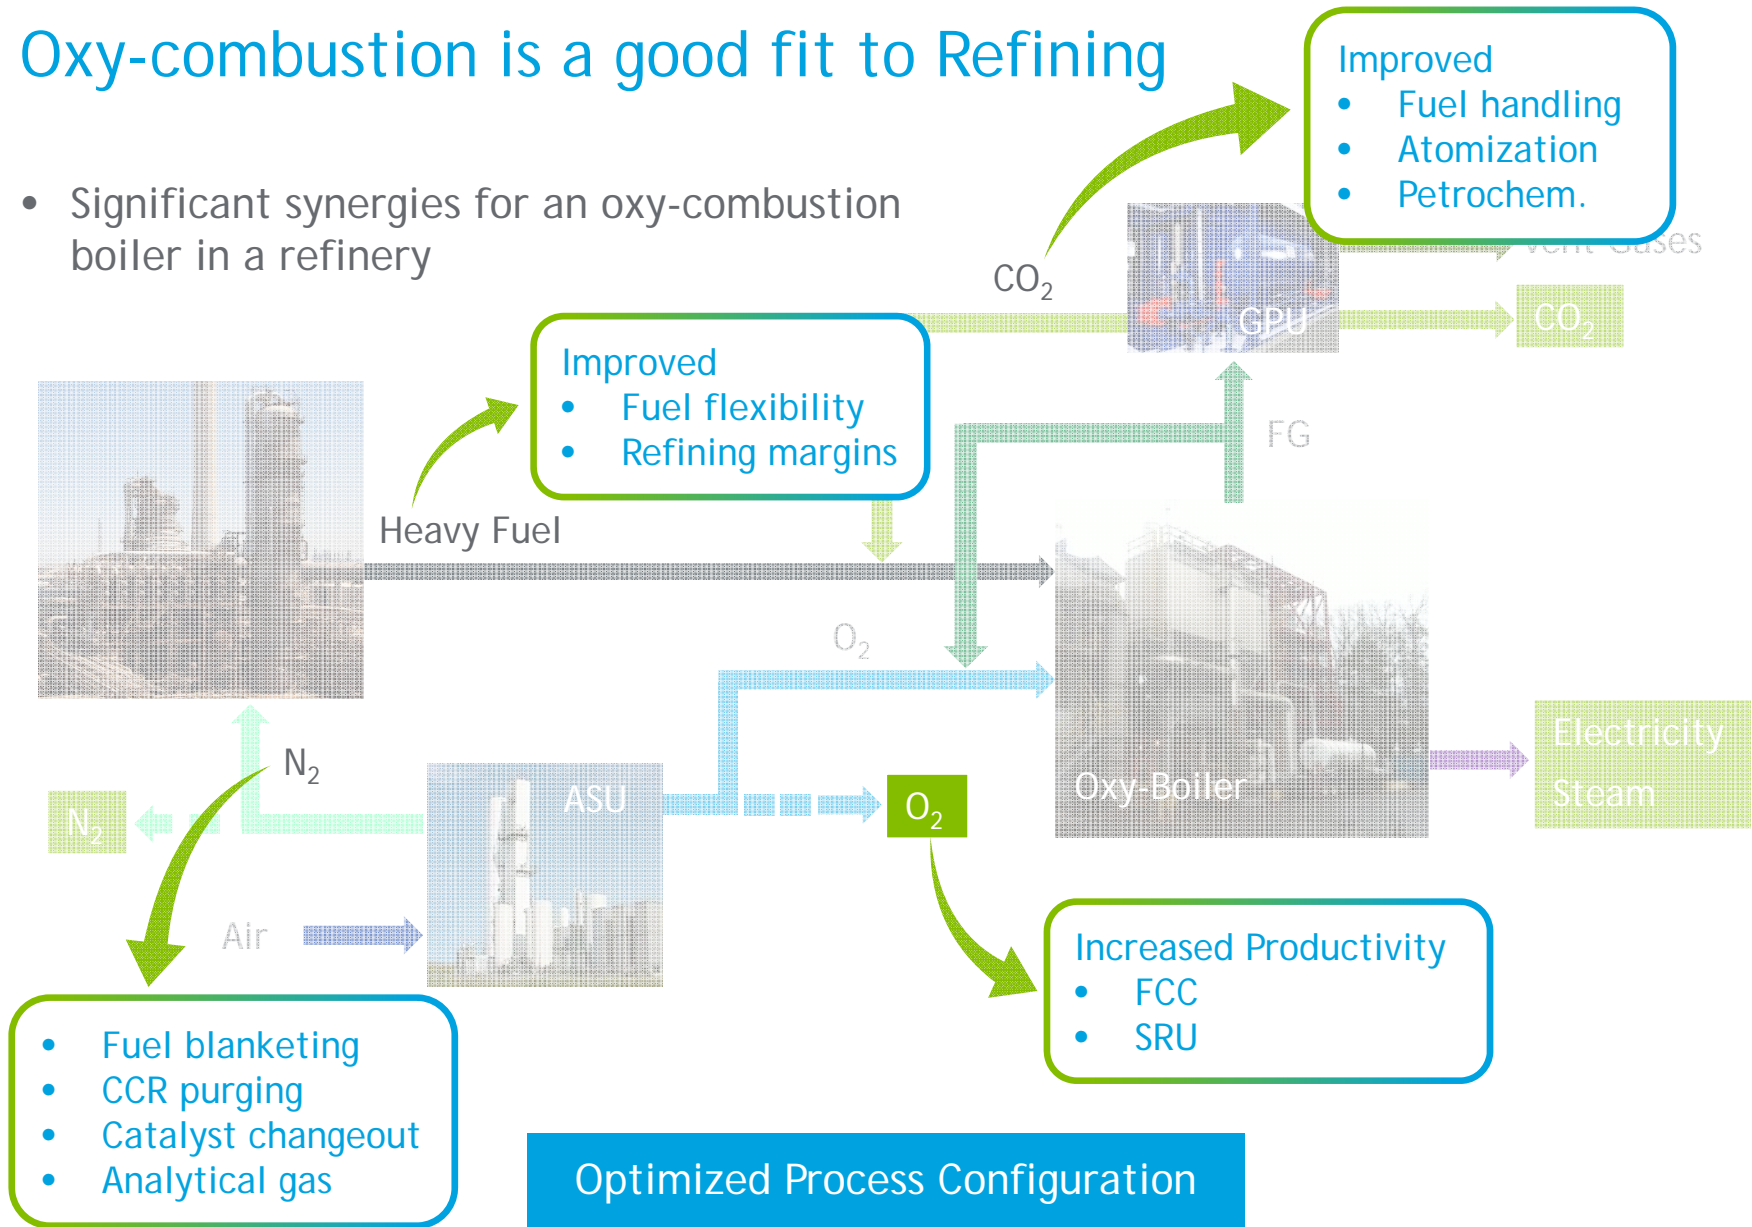 Oxy-combustion is a good fit to Refining
Improved
• Fuel handling
• Atomization
• Petrochem.
• Significant synergies for an oxy-combustion
boiler in a refinery
Vent Gases
CO₂
GPU
CO₂
Improved
• Fuel flexibility
• Refining margins
FG
Heavy Fuel
O₂
Electricity
Steam
N₂
Oxy-Boiler
ASU
O₂
N₂
Air
Increased Productivity
• FCC
• SRU
• Fuel blanketing
• CCR purging
• Catalyst changeout
• Analytical gas
Optimized Process Configuration